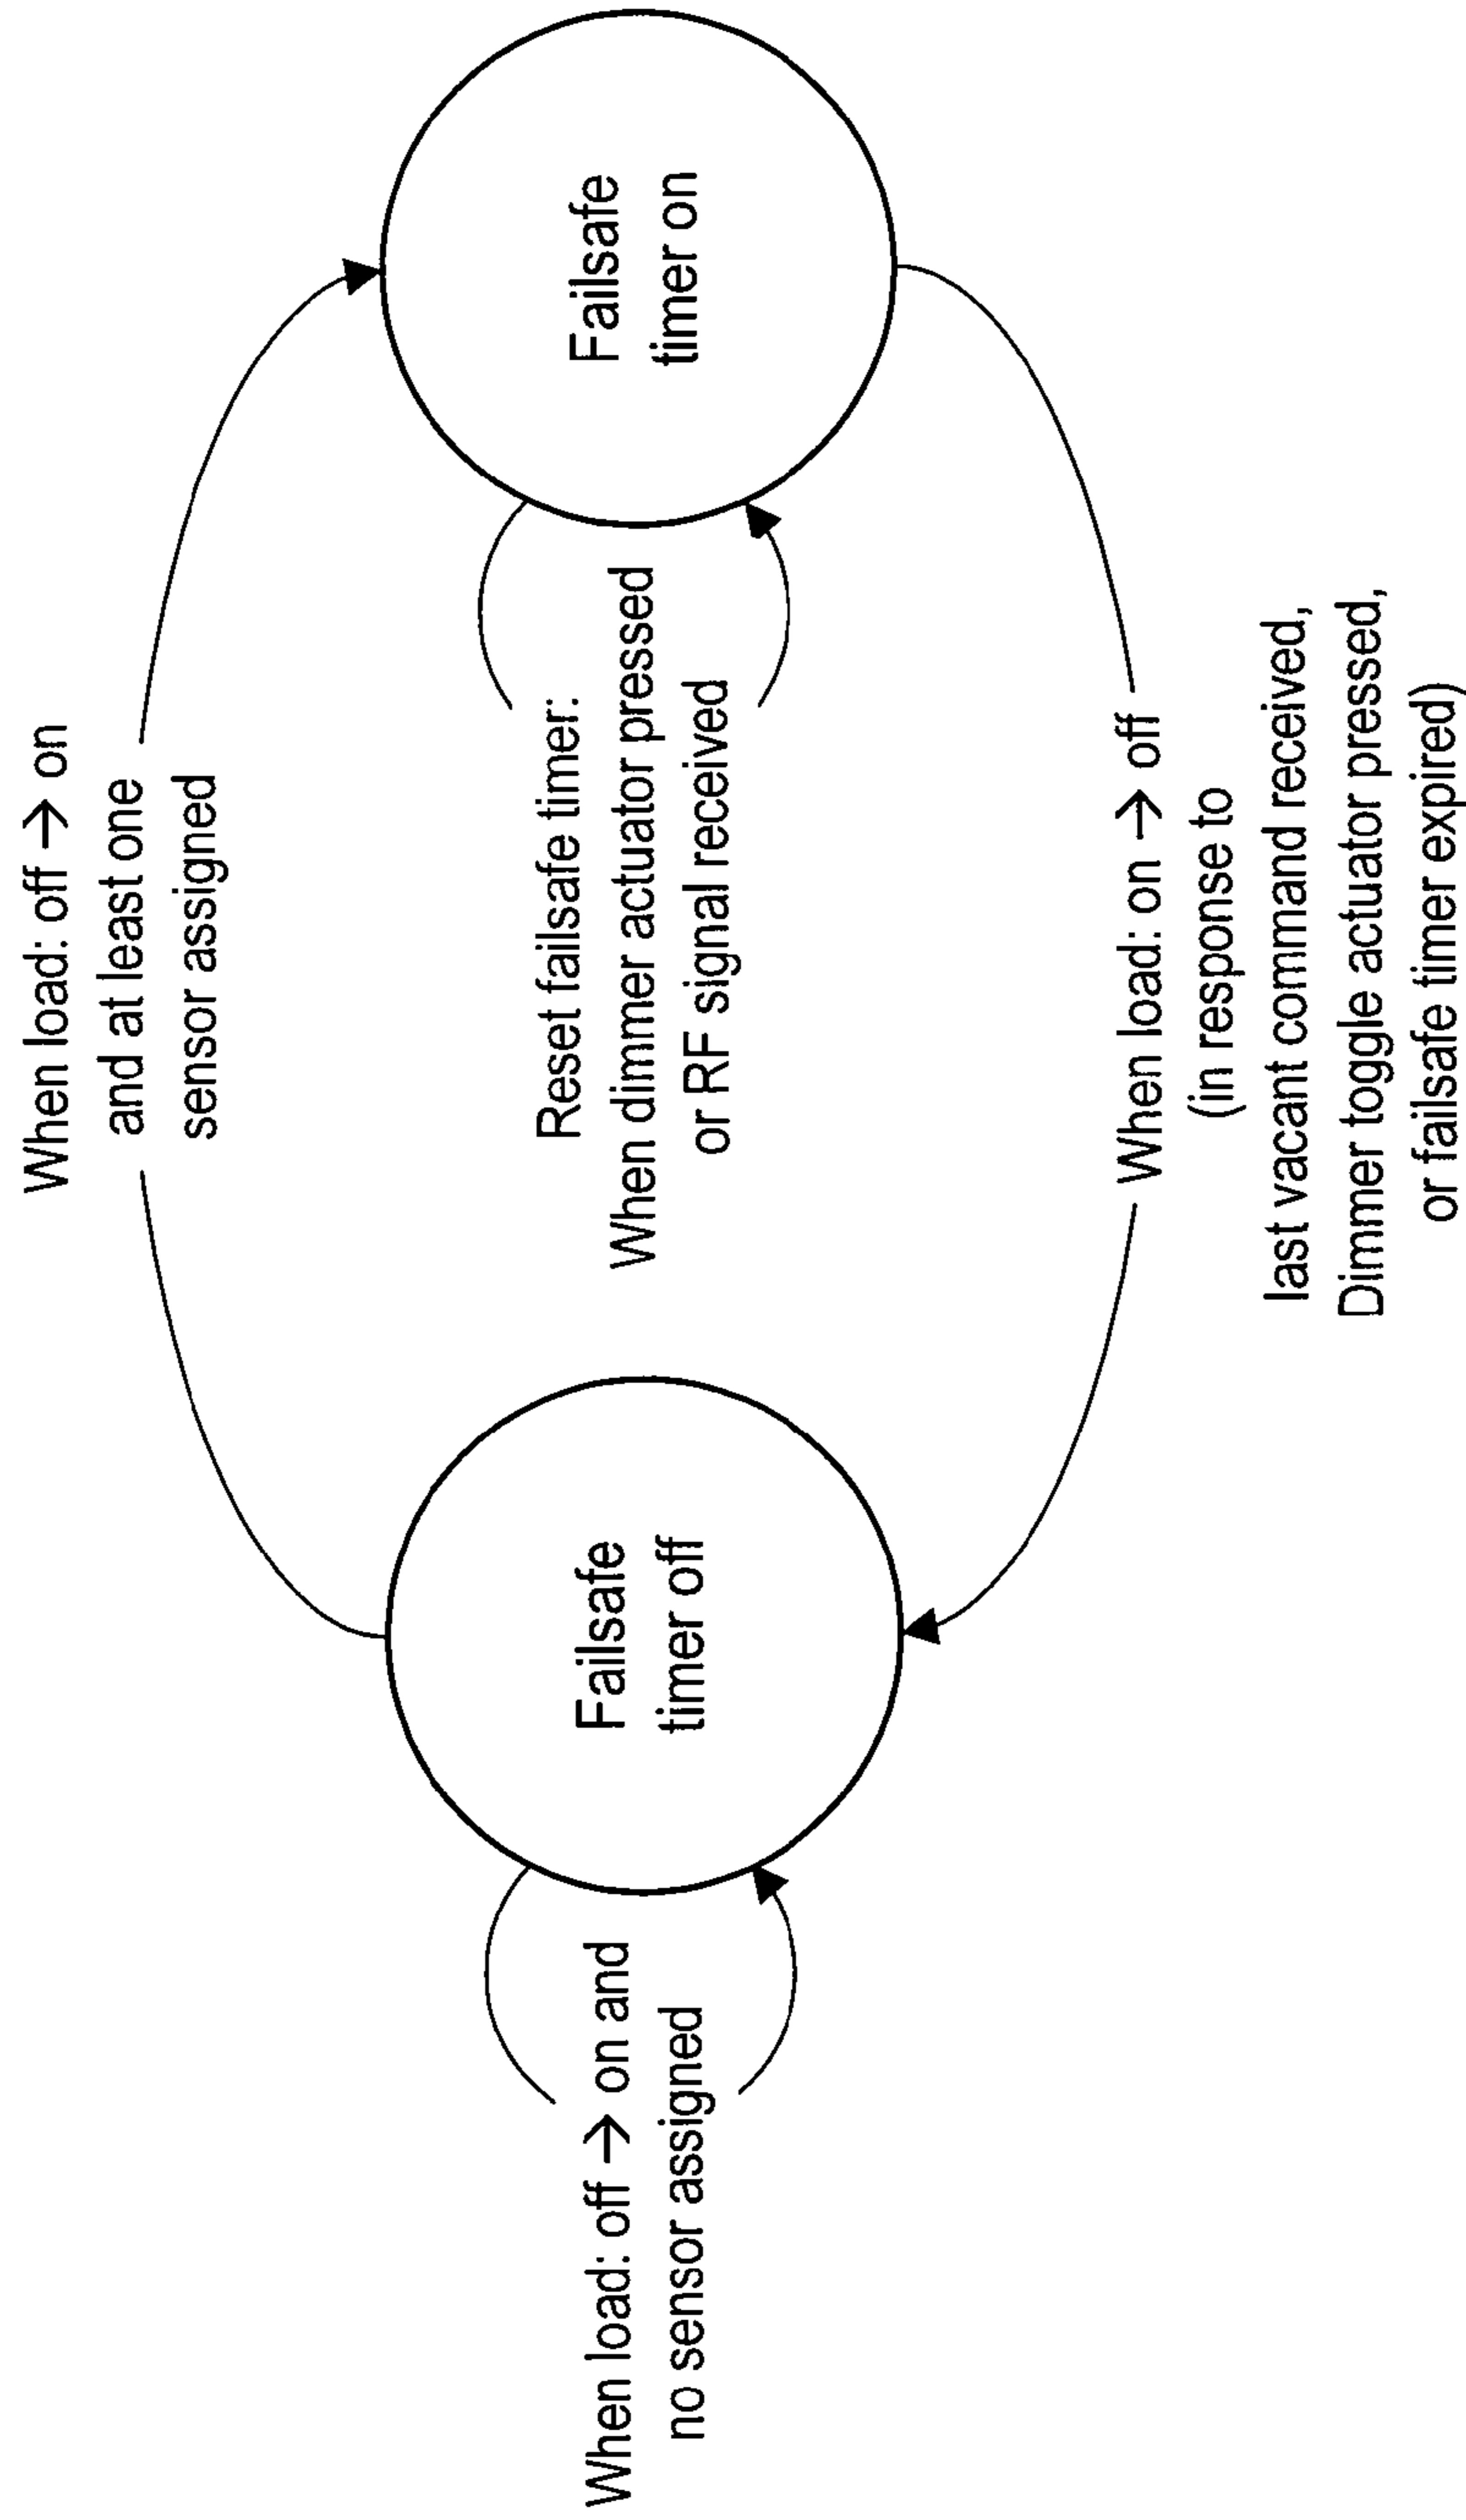 When load: off → on
and at least one
sensor assigned
When load: off → on and
no sensor assigned
Failsafe
timer off
Reset failsafe timer:
When dimmer actuator pressed
or RF signal received
Failsafe
timer on
When load: on → off
(in response to
last vacant command received,
Dimmer toggle actuator pressed,
or failsafe timer expired)